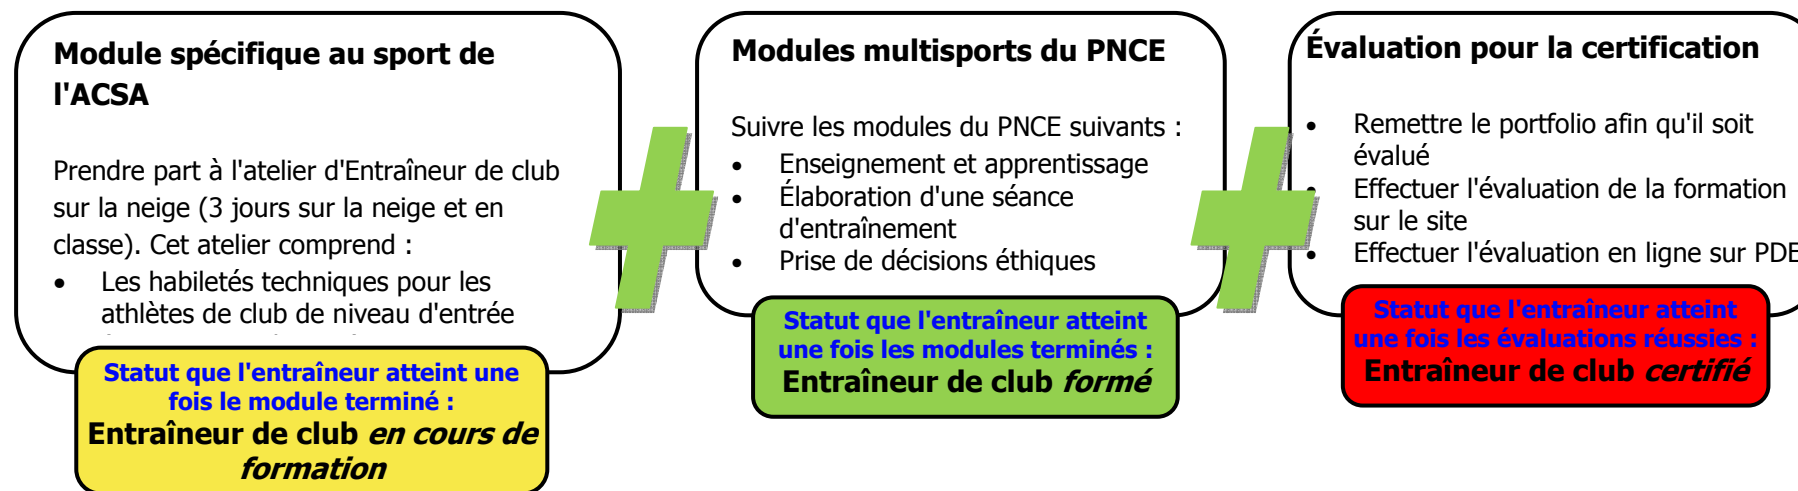 Module spécifique au sport de
l'ACSA
Prendre part à l'atelier d'Entraîneur de club
sur la neige (3 jours sur la neige et en
classe). Cet atelier comprend :
• Les habiletés techniques pour les
athlètes de club de niveau d'entrée
Statut que l'entraîneur atteint une
fois le module terminé :
Entraîneur de club en cours de
formation
Modules multisports du PNCE
Suivre les modules du PNCE suivants :
• Enseignement et apprentissage
• Élaboration d'une séance
d'entraînement
• Prise de décisions éthiques
Statut que l'entraîneur atteint
une fois les modules terminés :
Entraîneur de club formé
Évaluation pour la certification
• Remettre le portfolio afin qu'il soit
évalué
• Effectuer l'évaluation de la formation
sur le site
• Effectuer l'évaluation en ligne sur PDE
Statut que l'entraîneur atteint
une fois les évaluations réussies :
Entraîneur de club certifié